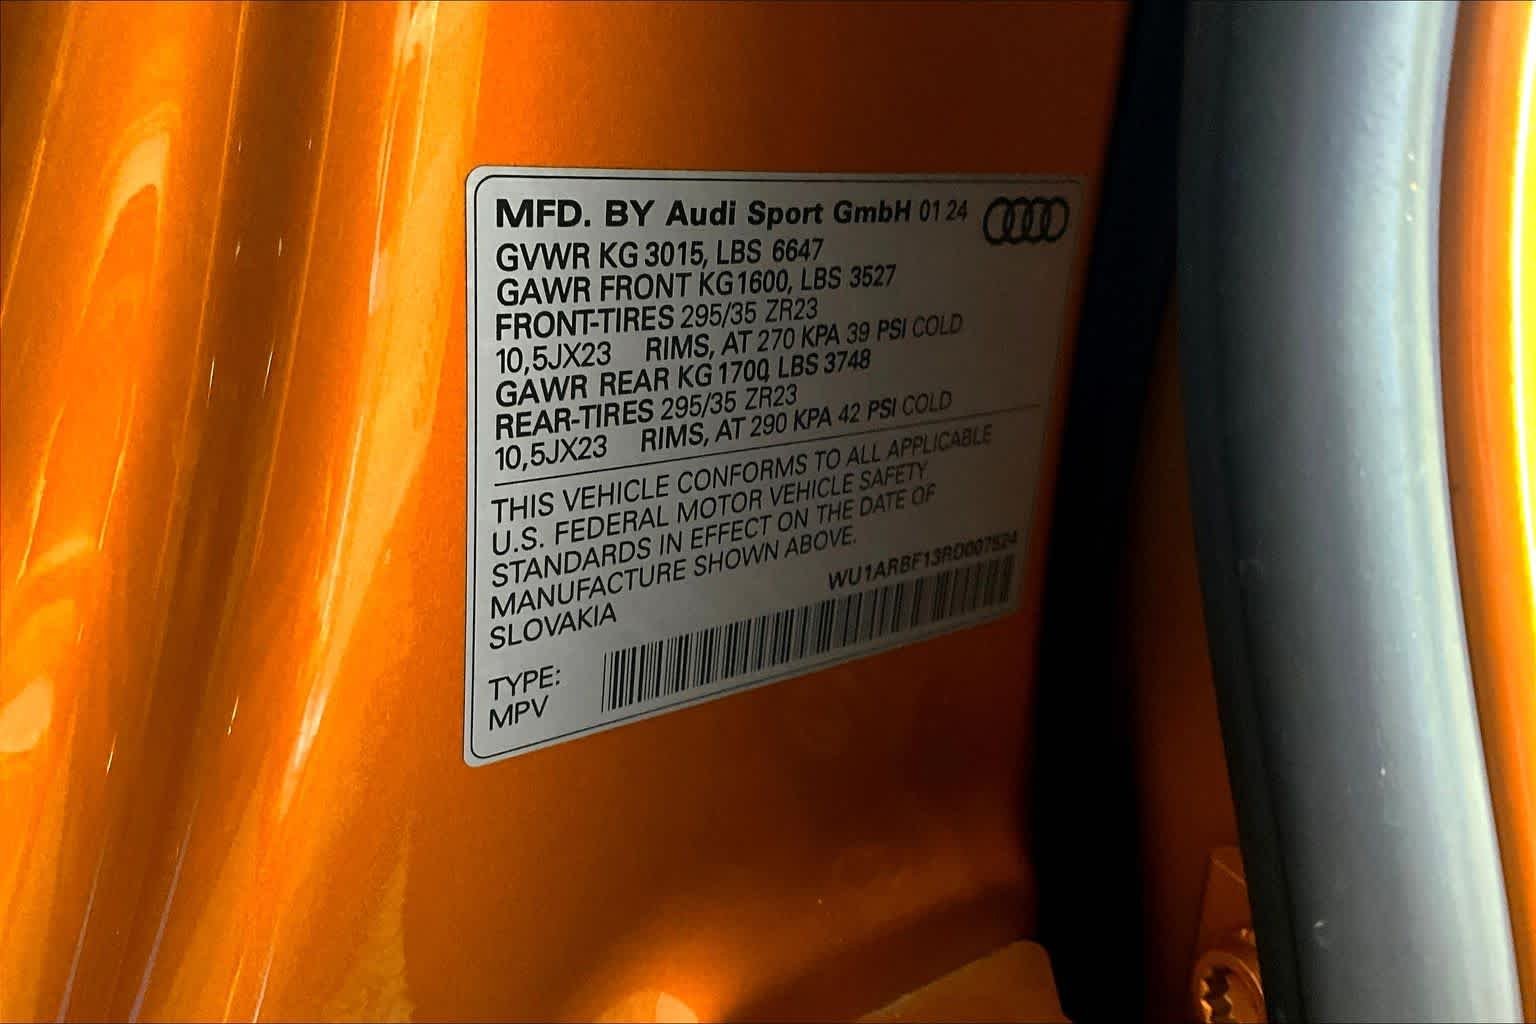 MFD. BY Audi Sport GmbH 01 24
GVWR KG 3015, LBS 6647
GAWR FRONT KG 1600, LBS 3527
FRONT-TIRES 295/35 ZR23
10,5JX23 RIMS, AT 270 KPA 39 PSI COLD
GAWR REAR KG 1700, LBS 3748
REAR-TIRES 295/35 ZR23
10,5JX23 RIMS, AT 290 KPA 42 PSI COLD
THIS VEHICLE CONFORMS TO ALL APPLICABLE
U.S. FEDERAL MOTOR VEHICLE SAFETY
STANDARDS IN EFFECT ON THE DATE OF
MANUFACTURE SHOWN ABOVE.
SLOVAKIA
WU1ARBF13RD007524
TYPE:
MPV